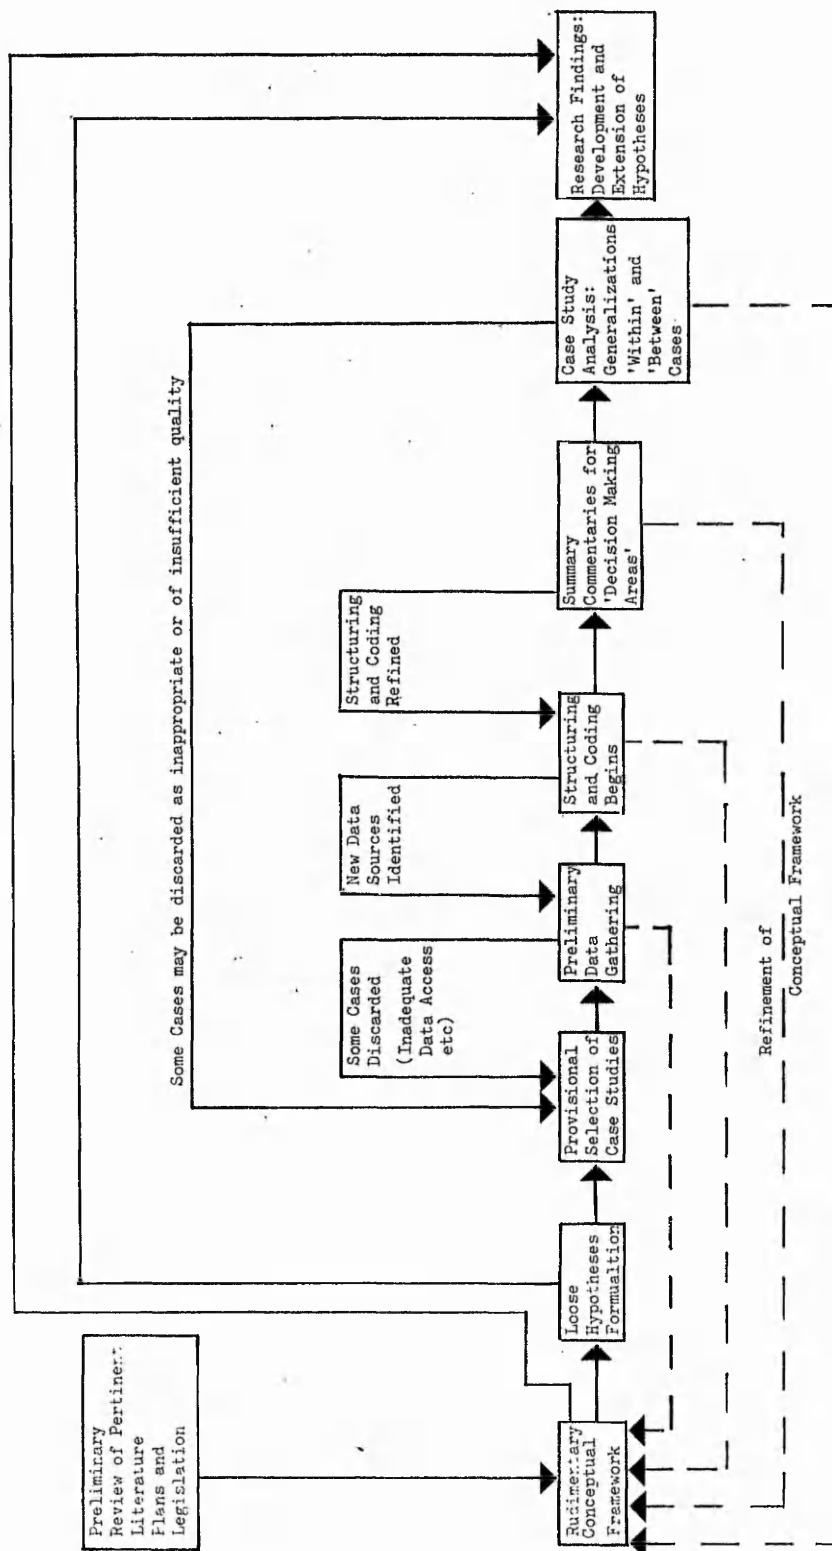 Preliminary
Review of Pertinent
Literature
Plans and
Legislation
Rudimentary
Conceptual
Framework
Loose
Hypotheses
Formualtion
Some Cases may be discarded as inappropriate or of insufficient quality
Some Cases
Discarded
(Inadequate
Data Access
etc)
Provisional
Selection of
Case Studies
New Data
Sources
Identified
Preliminary
Data
Gathering
Structuring
and Coding
Refined
Structuring
and Coding
Begins
Summary
Commentaries for
'Decision Making
Areas'
Case Study
Analysis:
Generalizations
'Within' and
'Between'
Cases
Research Findings:
Development and
Extension of
Hypotheses
Refinement of
Conceptual Framework